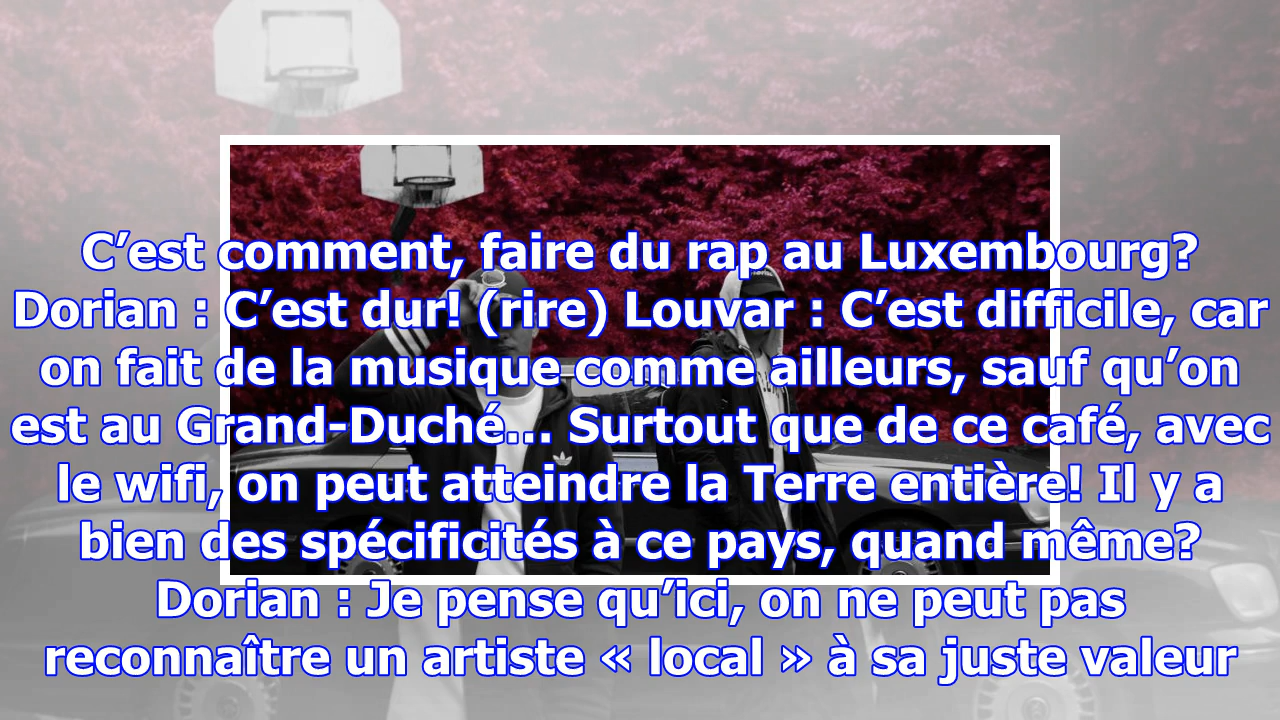 C’est comment, faire du rap au Luxembourg?
Dorian : C’est dur! (rire) Louvar : C’est difficile, car
on fait de la musique comme ailleurs, sauf qu’on
est au Grand-Duché... Surtout que de ce café, avec
le wifi, on peut atteindre la Terre entière! Il y a
bien des spécificités à ce pays, quand même?
Dorian : Je pense qu’ici, on ne peut pas
reconnaître un artiste « local » à sa juste valeur